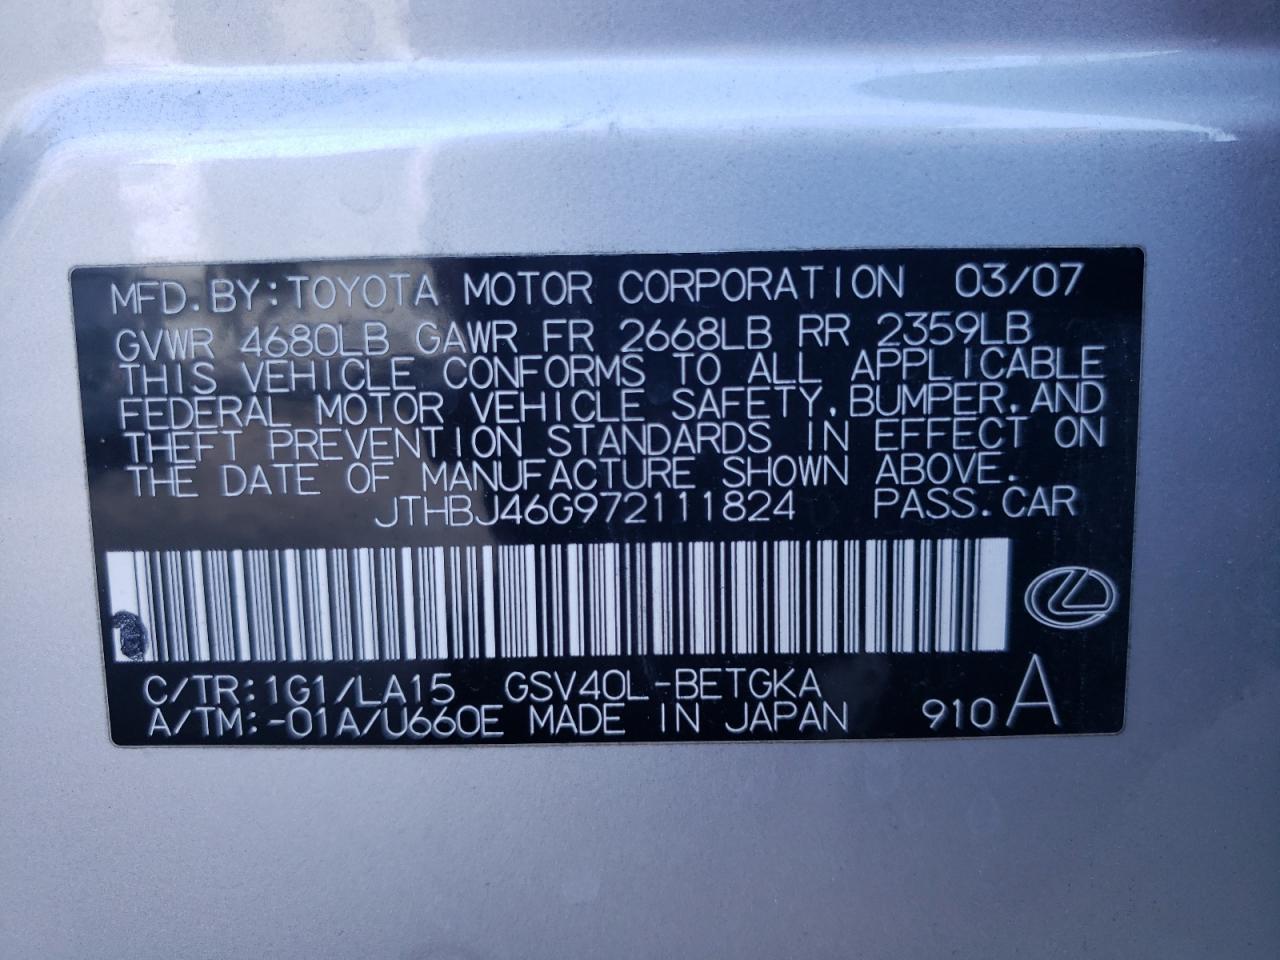 MFD.BY:TOYOTA MOTOR CORPORATION 03/07
GVWR 4680LB GAWR FR 2668LB RR 2359LB
THIS VEHICLE CONFORMS TO ALL APPLICABLE
FEDERAL MOTOR VEHICLE SAFETY,BUMPER,AND
THEFT PREVENTION STANDARDS IN EFFECT ON
THE DATE OF MANUFACTURE SHOWN ABOVE.
JTHBJ46G972111824 PASS.CAR
C/TR:1G1/LA15 GSV40L-BETGKA
A/TM:-01A/U660E MADE IN JAPAN 910 A